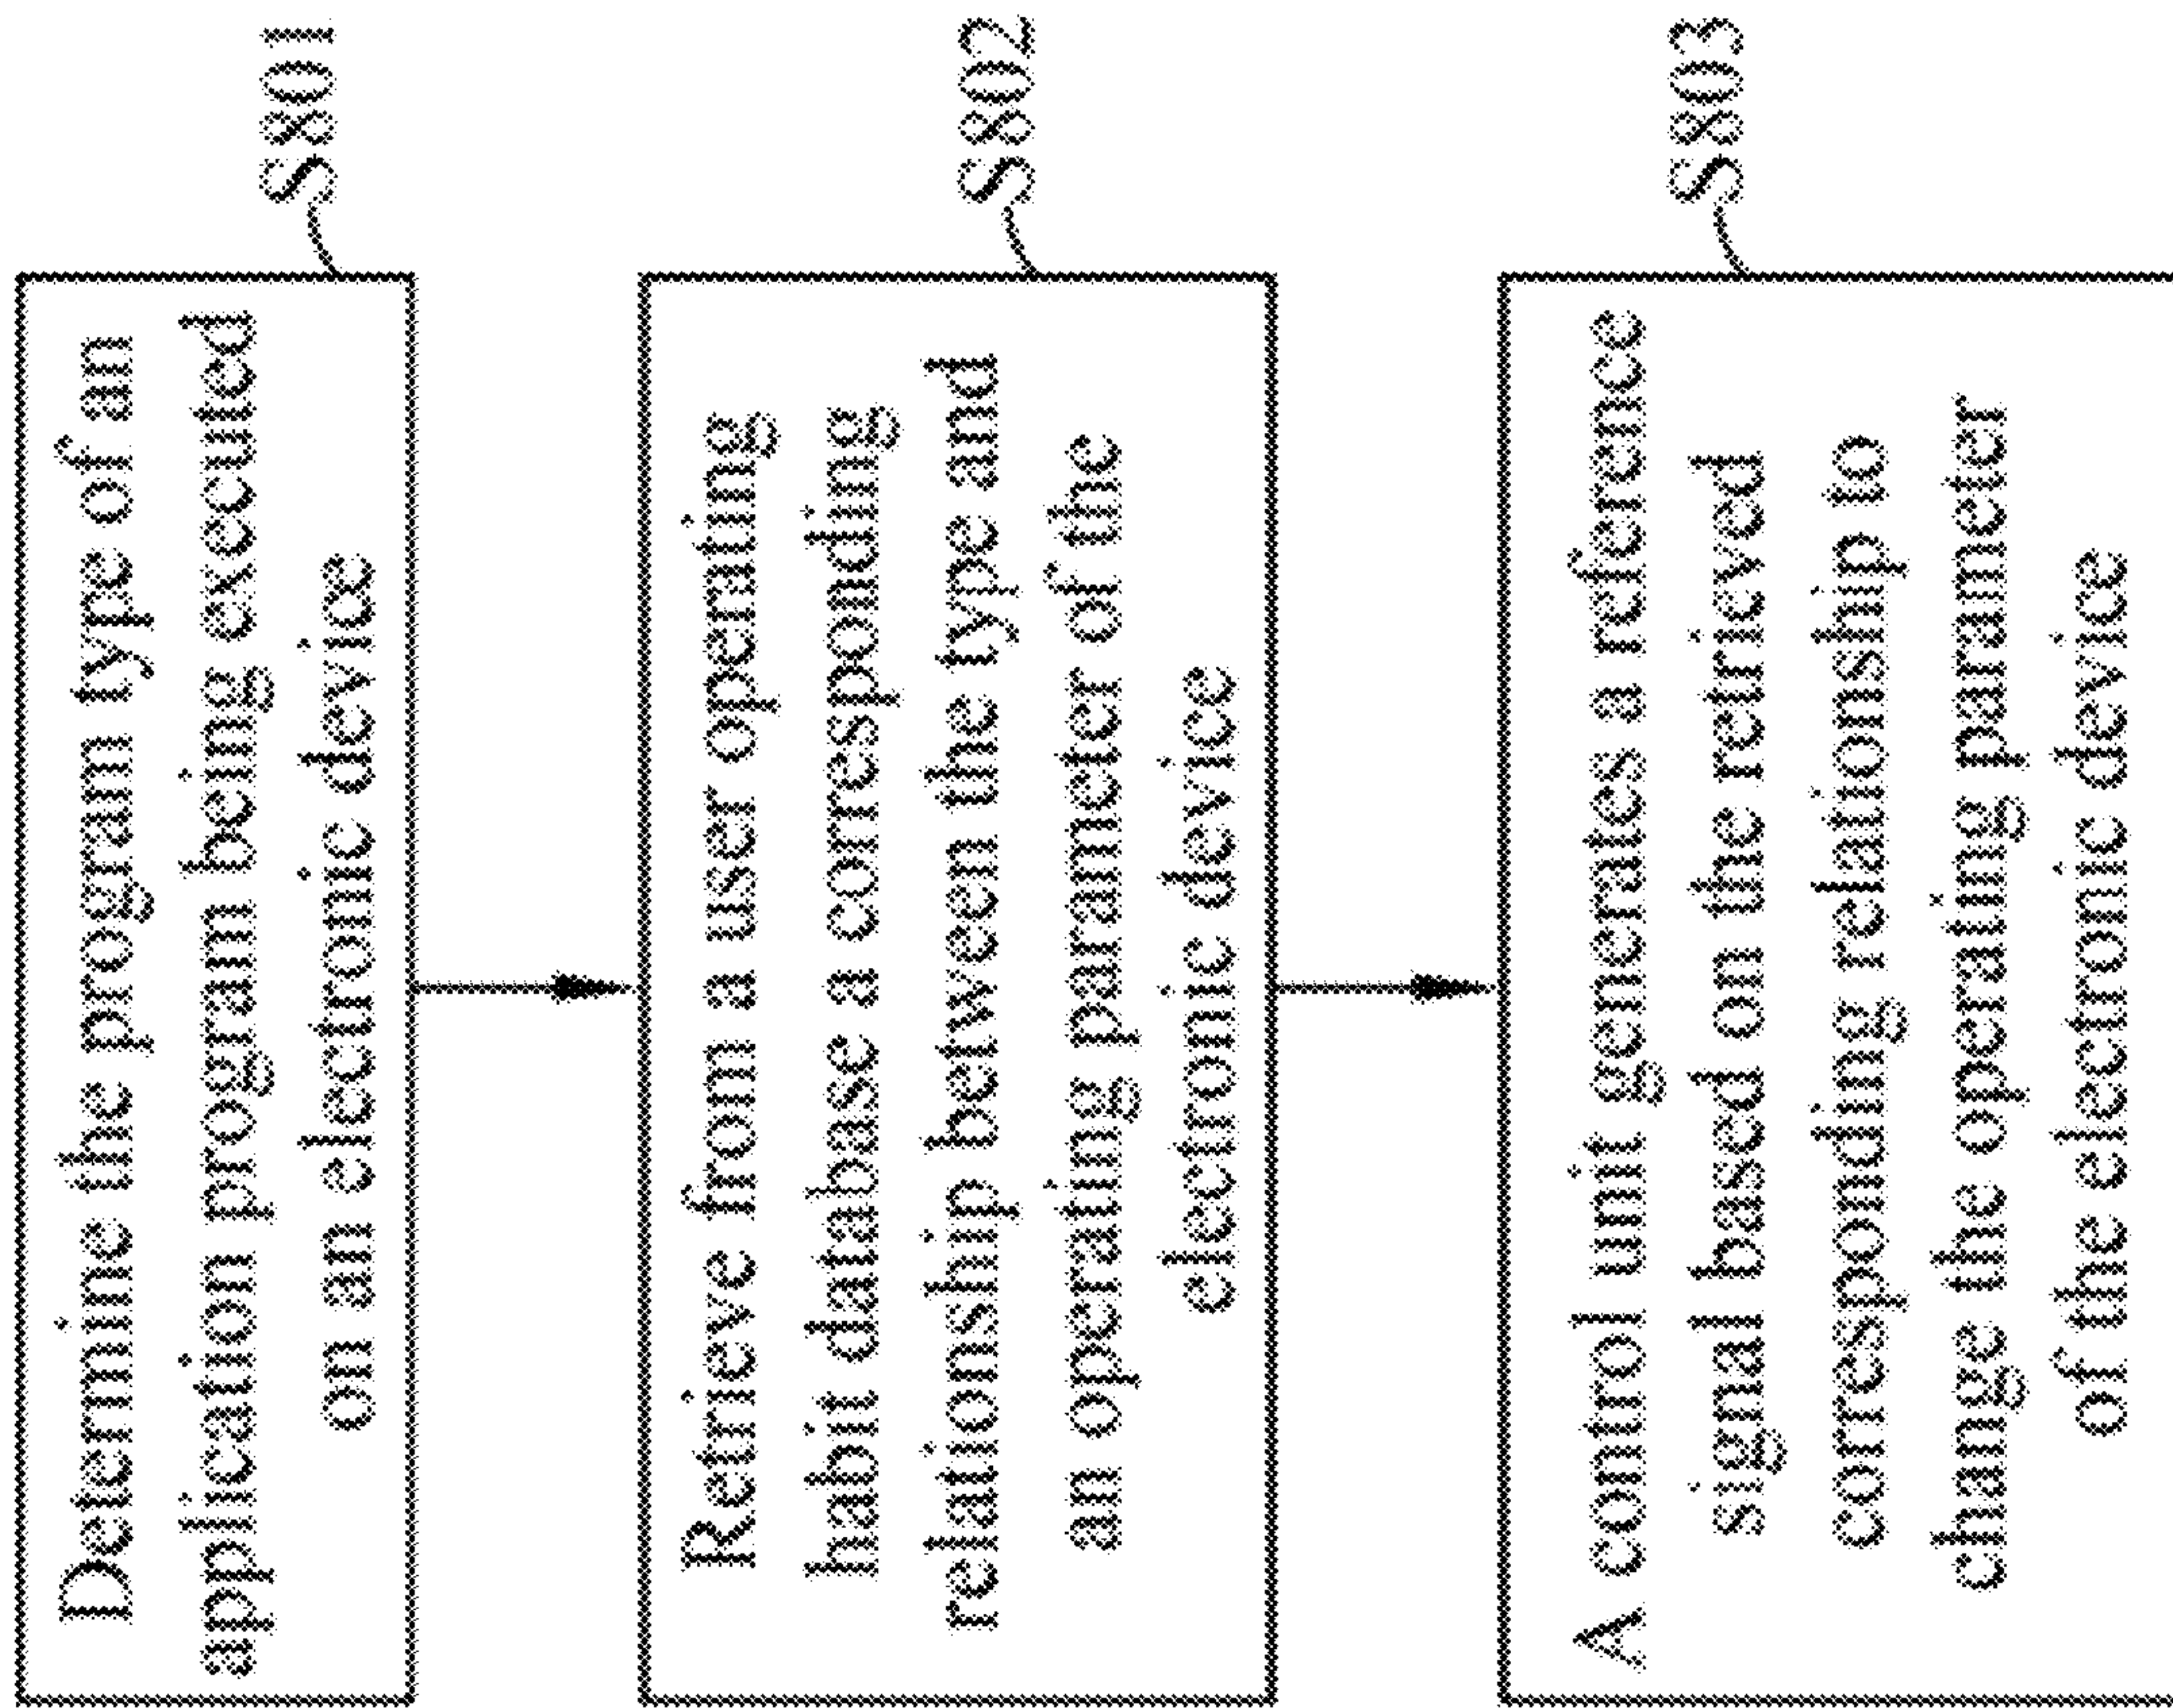 Determine the program type of an
application program being executed
on an electronic device
S801
Retrieve from a user operating
habit database a corresponding
relationship between the type and
an operating parameter of the
electronic device
S802
A control unit generates a reference
signal based on the retrieved
corresponding relationship to
change the operating parameter
of the electronic device
S803